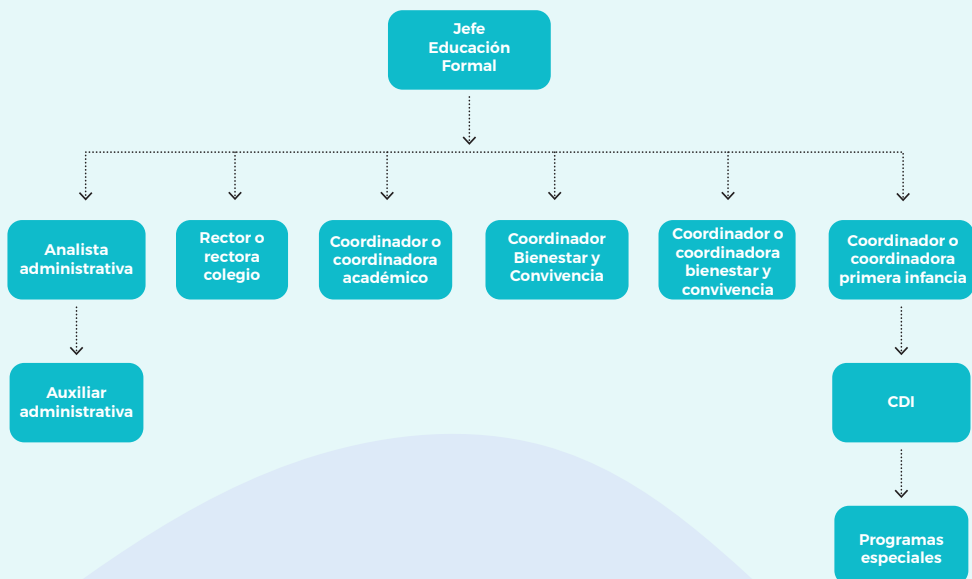 Jefe
Educación
Formal
Analista
administrativa
Rector o
rectora
colegio
Coordinador o
coordinadora
académico
Coordinador
Bienestar y
Convivencia
Coordinador o
coordinadora
bienestar y
convivencia
Coordinador o
coordinadora
primera infancia
Auxiliar
administrativa
CDI
Programas
especiales